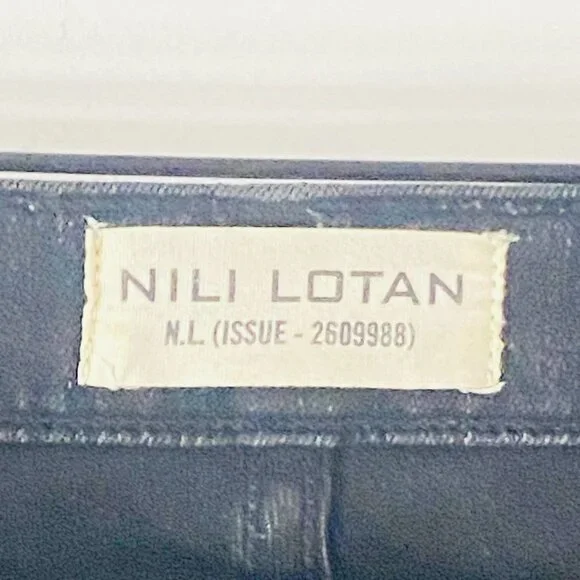 NILI LOTAN
N.L. (ISSUE - 2609988)